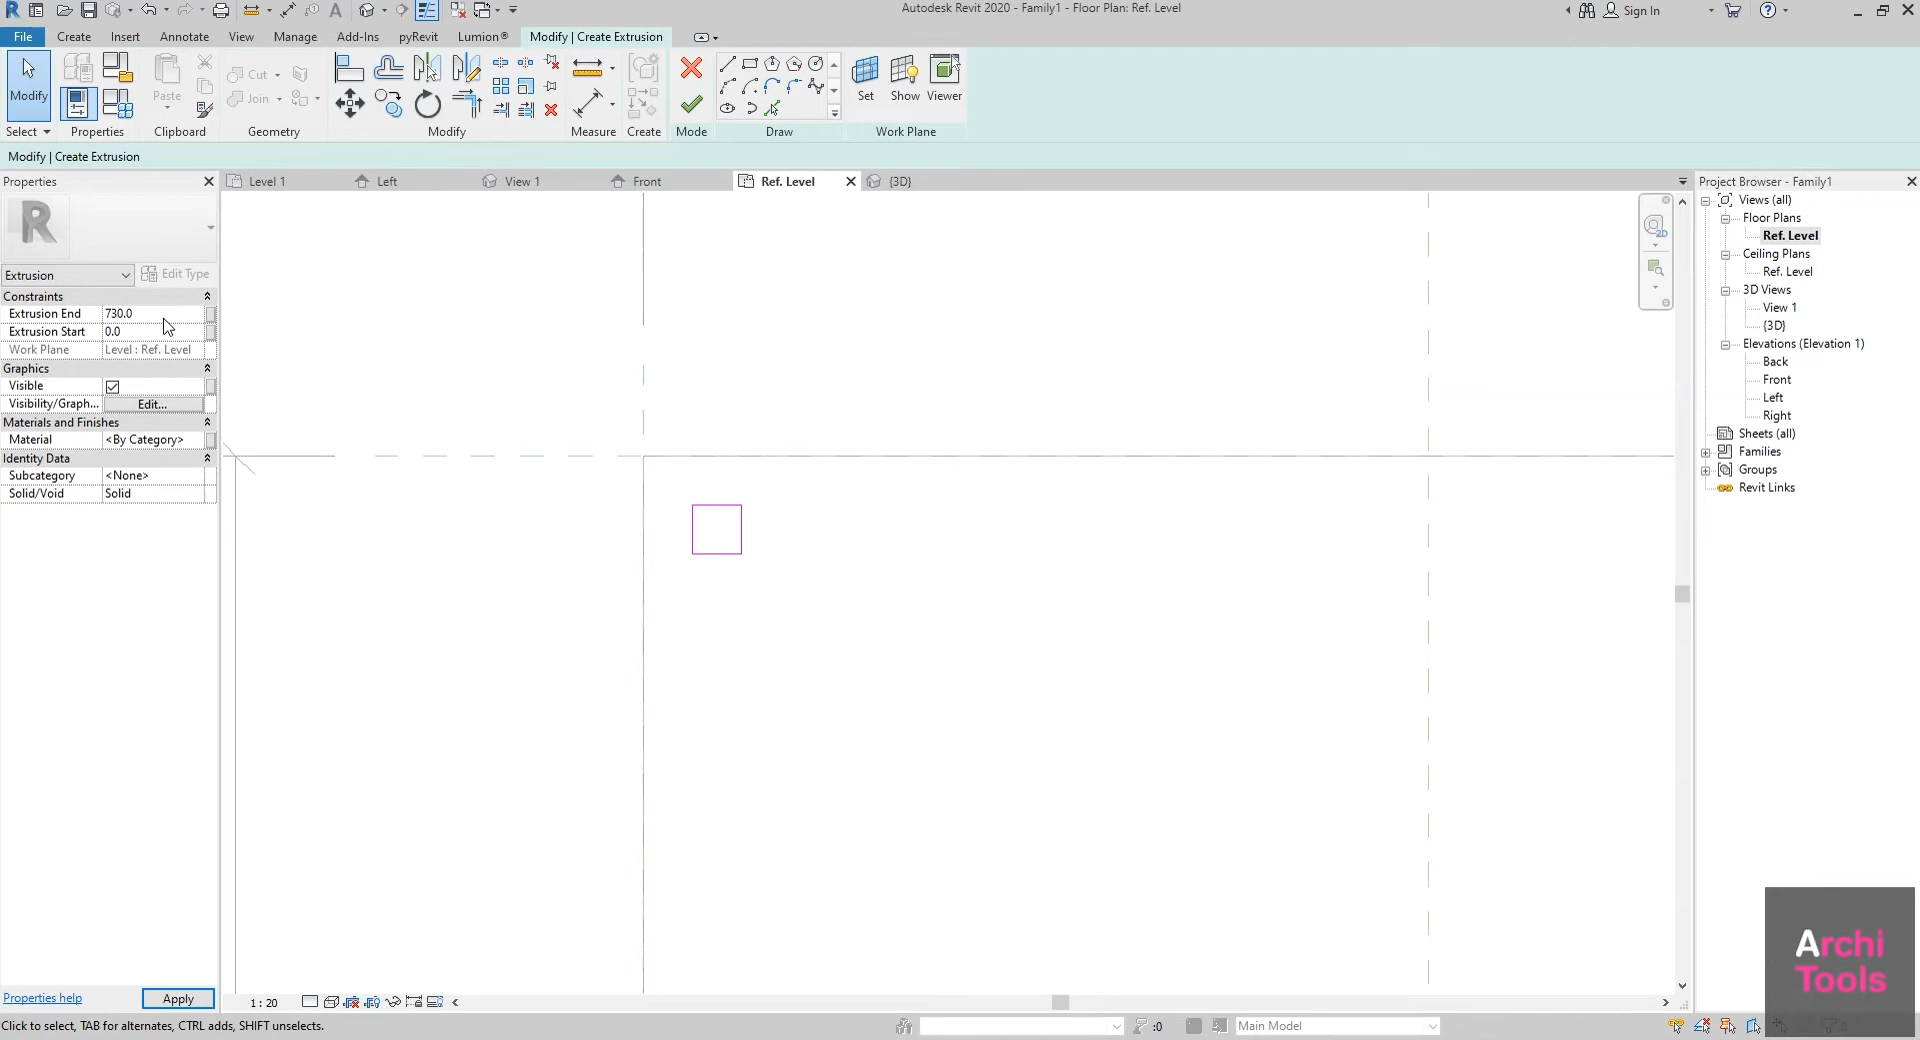 Autodesk Revit 2020 - Family1 - Floor Plan: Ref. Level
Sign In
File Create Insert Annotate View Manage Add-Ins pyRevit Lumion® Modify | Create Extrusion
Modify
Paste
Cut
Join
Set Show Viewer
Select Properties Clipboard Geometry Modify Measure Create Mode Draw Work Plane
Modify | Create Extrusion
Properties
Level 1 Left View 1 Front Ref. Level {3D}
Project Browser - Family1
R
Extrusion
Edit Type
Constraints
Extrusion End 730.0
Extrusion Start 0.0
Work Plane Level : Ref. Level
Graphics
Visible
Visibility/Graph... Edit...
Materials and Finishes
Material <By Category>
Identity Data
Subcategory <None>
Solid/Void Solid
Properties help Apply
2D
Views (all)
Floor Plans
Ref. Level
Ceiling Plans
Ref. Level
3D Views
View 1
{3D}
Elevations (Elevation 1)
Back
Front
Left
Right
Sheets (all)
Families
Groups
Revit Links
Archi
Tools
1 : 20
Click to select, TAB for alternates, CTRL adds, SHIFT unselects.
:0
Main Model